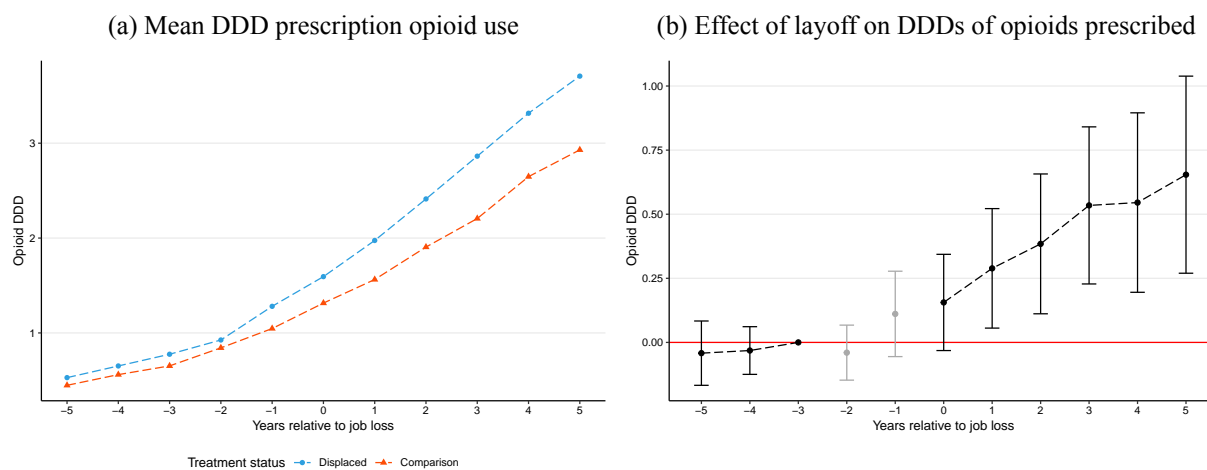 (a) Mean DDD prescription opioid use
Opioid DDD
3
2
1
−5 −4 −3 −2 −1 0 1 2 3 4 5
Years relative to job loss
Treatment status Displaced Comparison
(b) Effect of layoff on DDDs of opioids prescribed
Opioid DDD
1.00
0.75
0.50
0.25
0.00
−5 −4 −3 −2 −1 0 1 2 3 4 5
Years relative to job loss